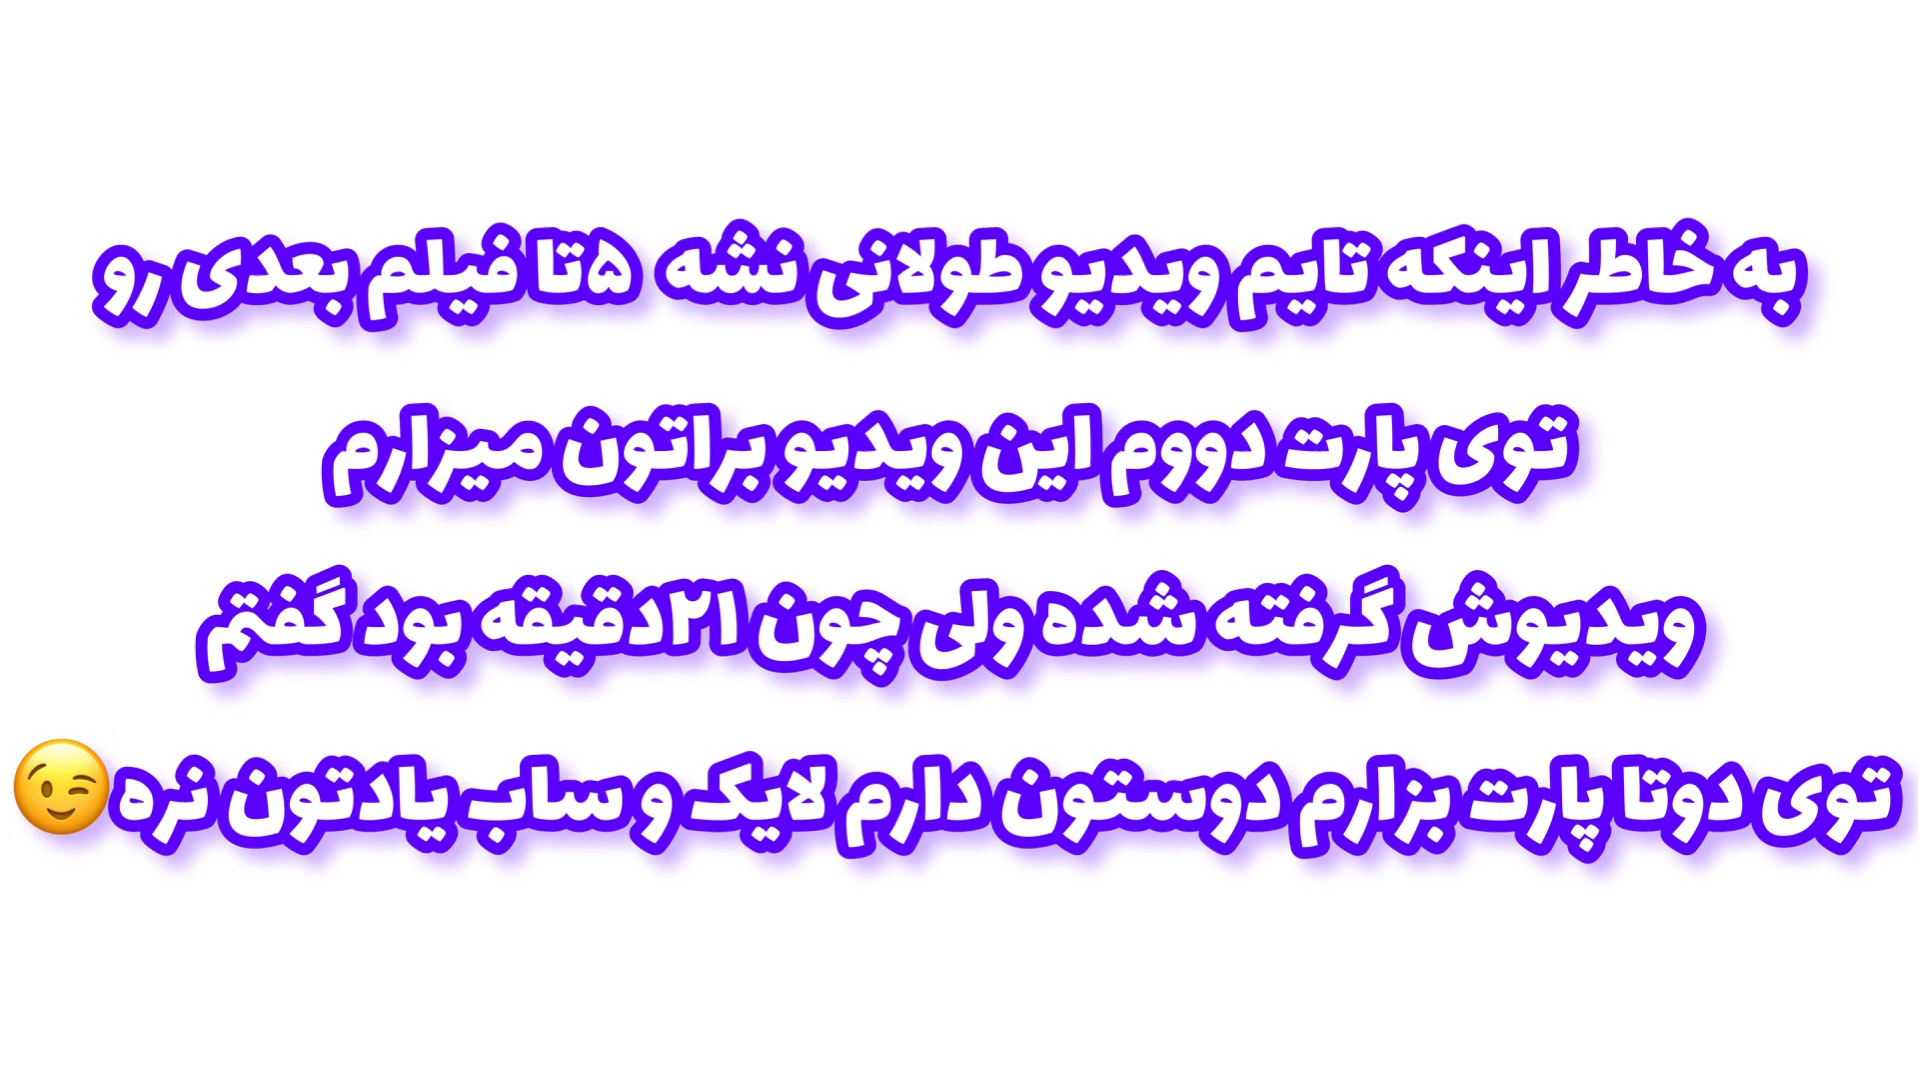 به خاطر اینکه تایم ویدیو طولانی نشه ۵تا فیلم بعدی رو
توی پارت دووم این ویدیو براتون میزارم
ویدیوش گرفته شده ولی چون ۲۱دقیقه بود گفتم
توی دوتا پارت بزارم دوستون دارم لایک و ساب یادتون نره😉